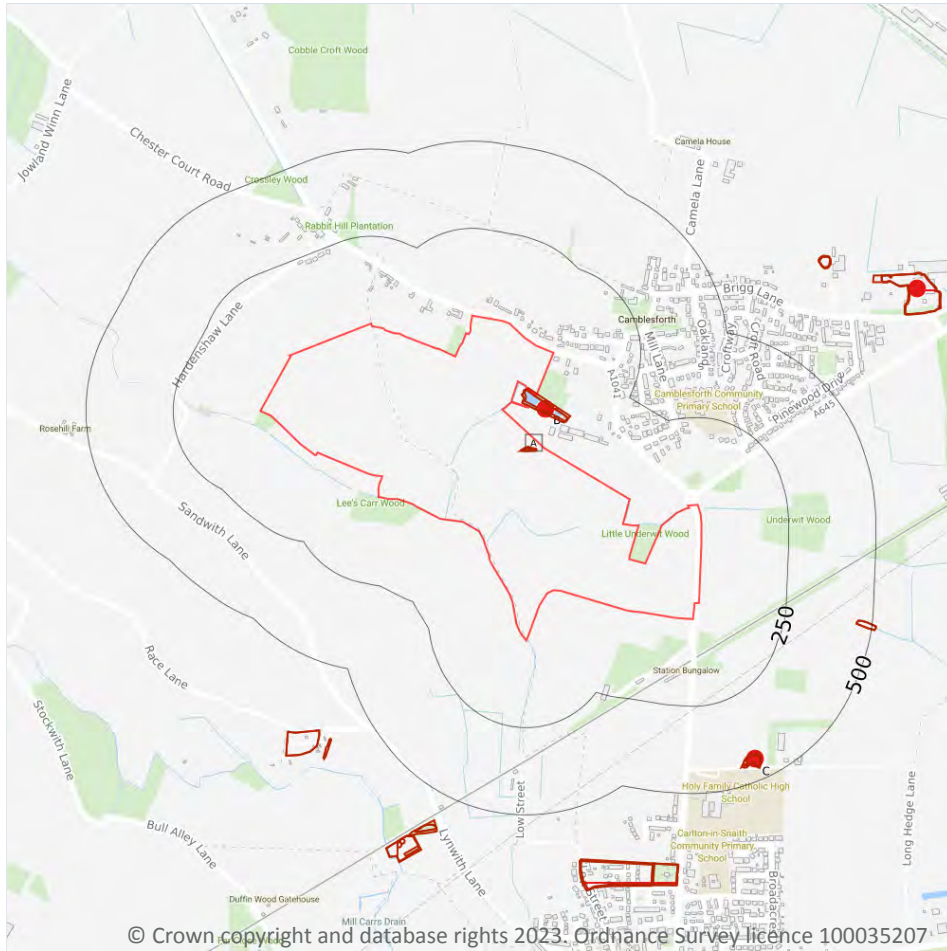 Cobble Croft Wood
Jowland Winn Lane
Chester Court Road
Camela House
Crossley Wood
Camela Lane
Rabbit Hill Plantation
Brigg Lane
Hardenshaw Lane
Camblesforth
Mill Lane
Oaklands
Croftway
Croft Road
A1041
Pinewood Drive
A645
Camblesforth Community
Primary School
B
A
Rosehill Farm
Lee's Carr Wood
Sandwith Lane
Little Underwit Wood
Underwit Wood
250
500
Race Lane
Station Bungalow
Stockwith Lane
C
Holy Family Catholic High
School
Low Street
Long Hedge Lane
Bull Alley Lane
Lynwith Lane
Carlton-in-Snaith
Community Primary
School
Street
Broadacres
Duffin Wood Gatehouse
Mill Carrs Drain
© Crown copyright and database rights 2023. Ordnance Survey licence 100035207.